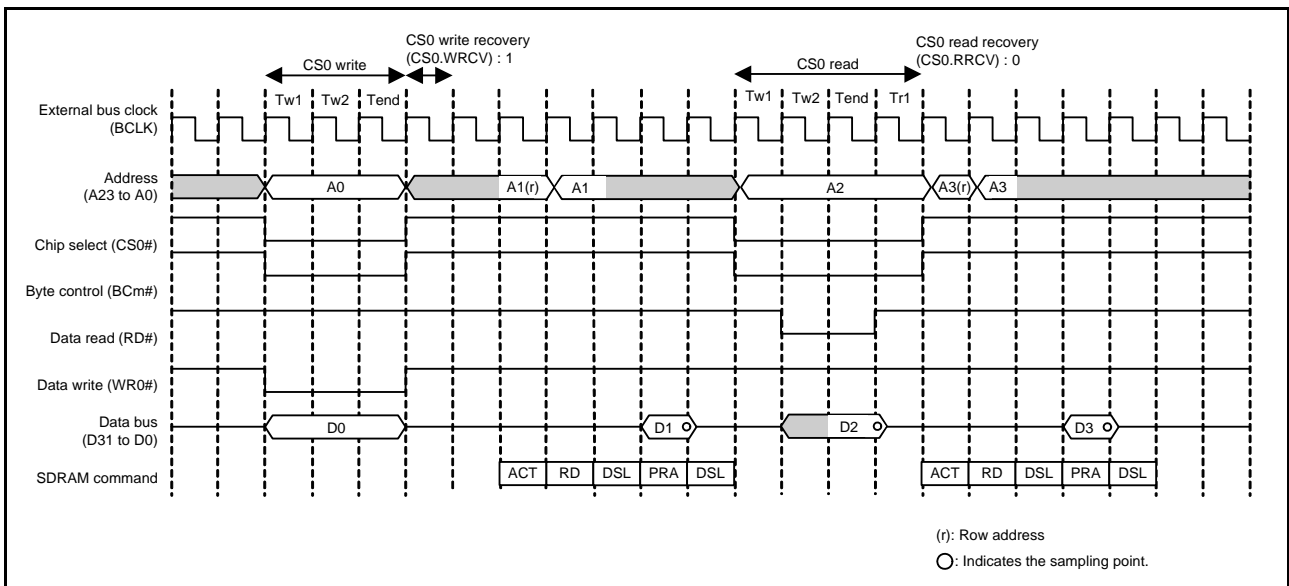 CS0 write
CS0 write recovery
(CS0.WRCV) : 1
CS0 read
CS0 read recovery
(CS0.RRCV) : 0
Tw1 Tw2 Tend Tw1 Tw2 Tend Tr1
External bus clock
(BCLK)
Address
(A23 to A0)
A0 A1(r) A1 A2 A3(r) A3
Chip select (CS0#)
Byte control (BCm#)
Data read (RD#)
Data write (WR0#)
Data bus
(D31 to D0)
D0 D1 D2 D3
SDRAM command
ACT RD DSL PRA DSL ACT RD DSL PRA DSL
(r): Row address
O: Indicates the sampling point.